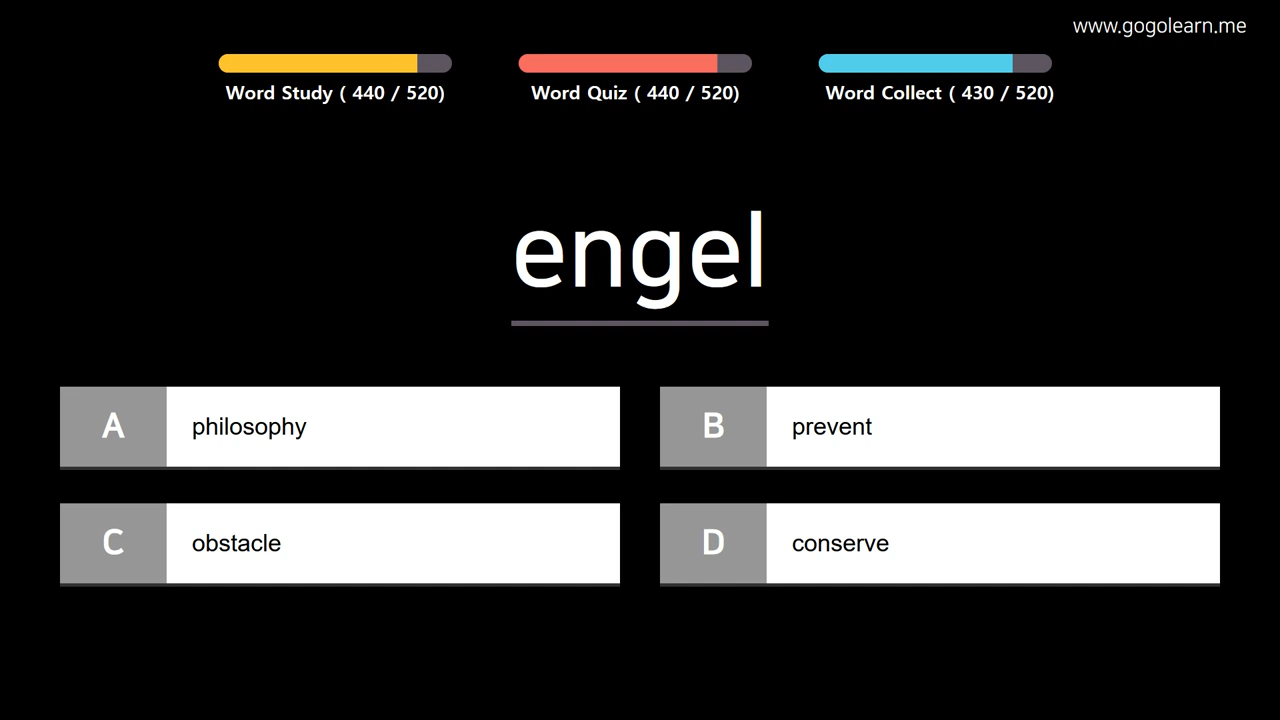 www.gogolearn.me
Word Study ( 440 / 520)
Word Quiz ( 440 / 520)
Word Collect ( 430 / 520)
engel
A philosophy
B prevent
C obstacle
D conserve